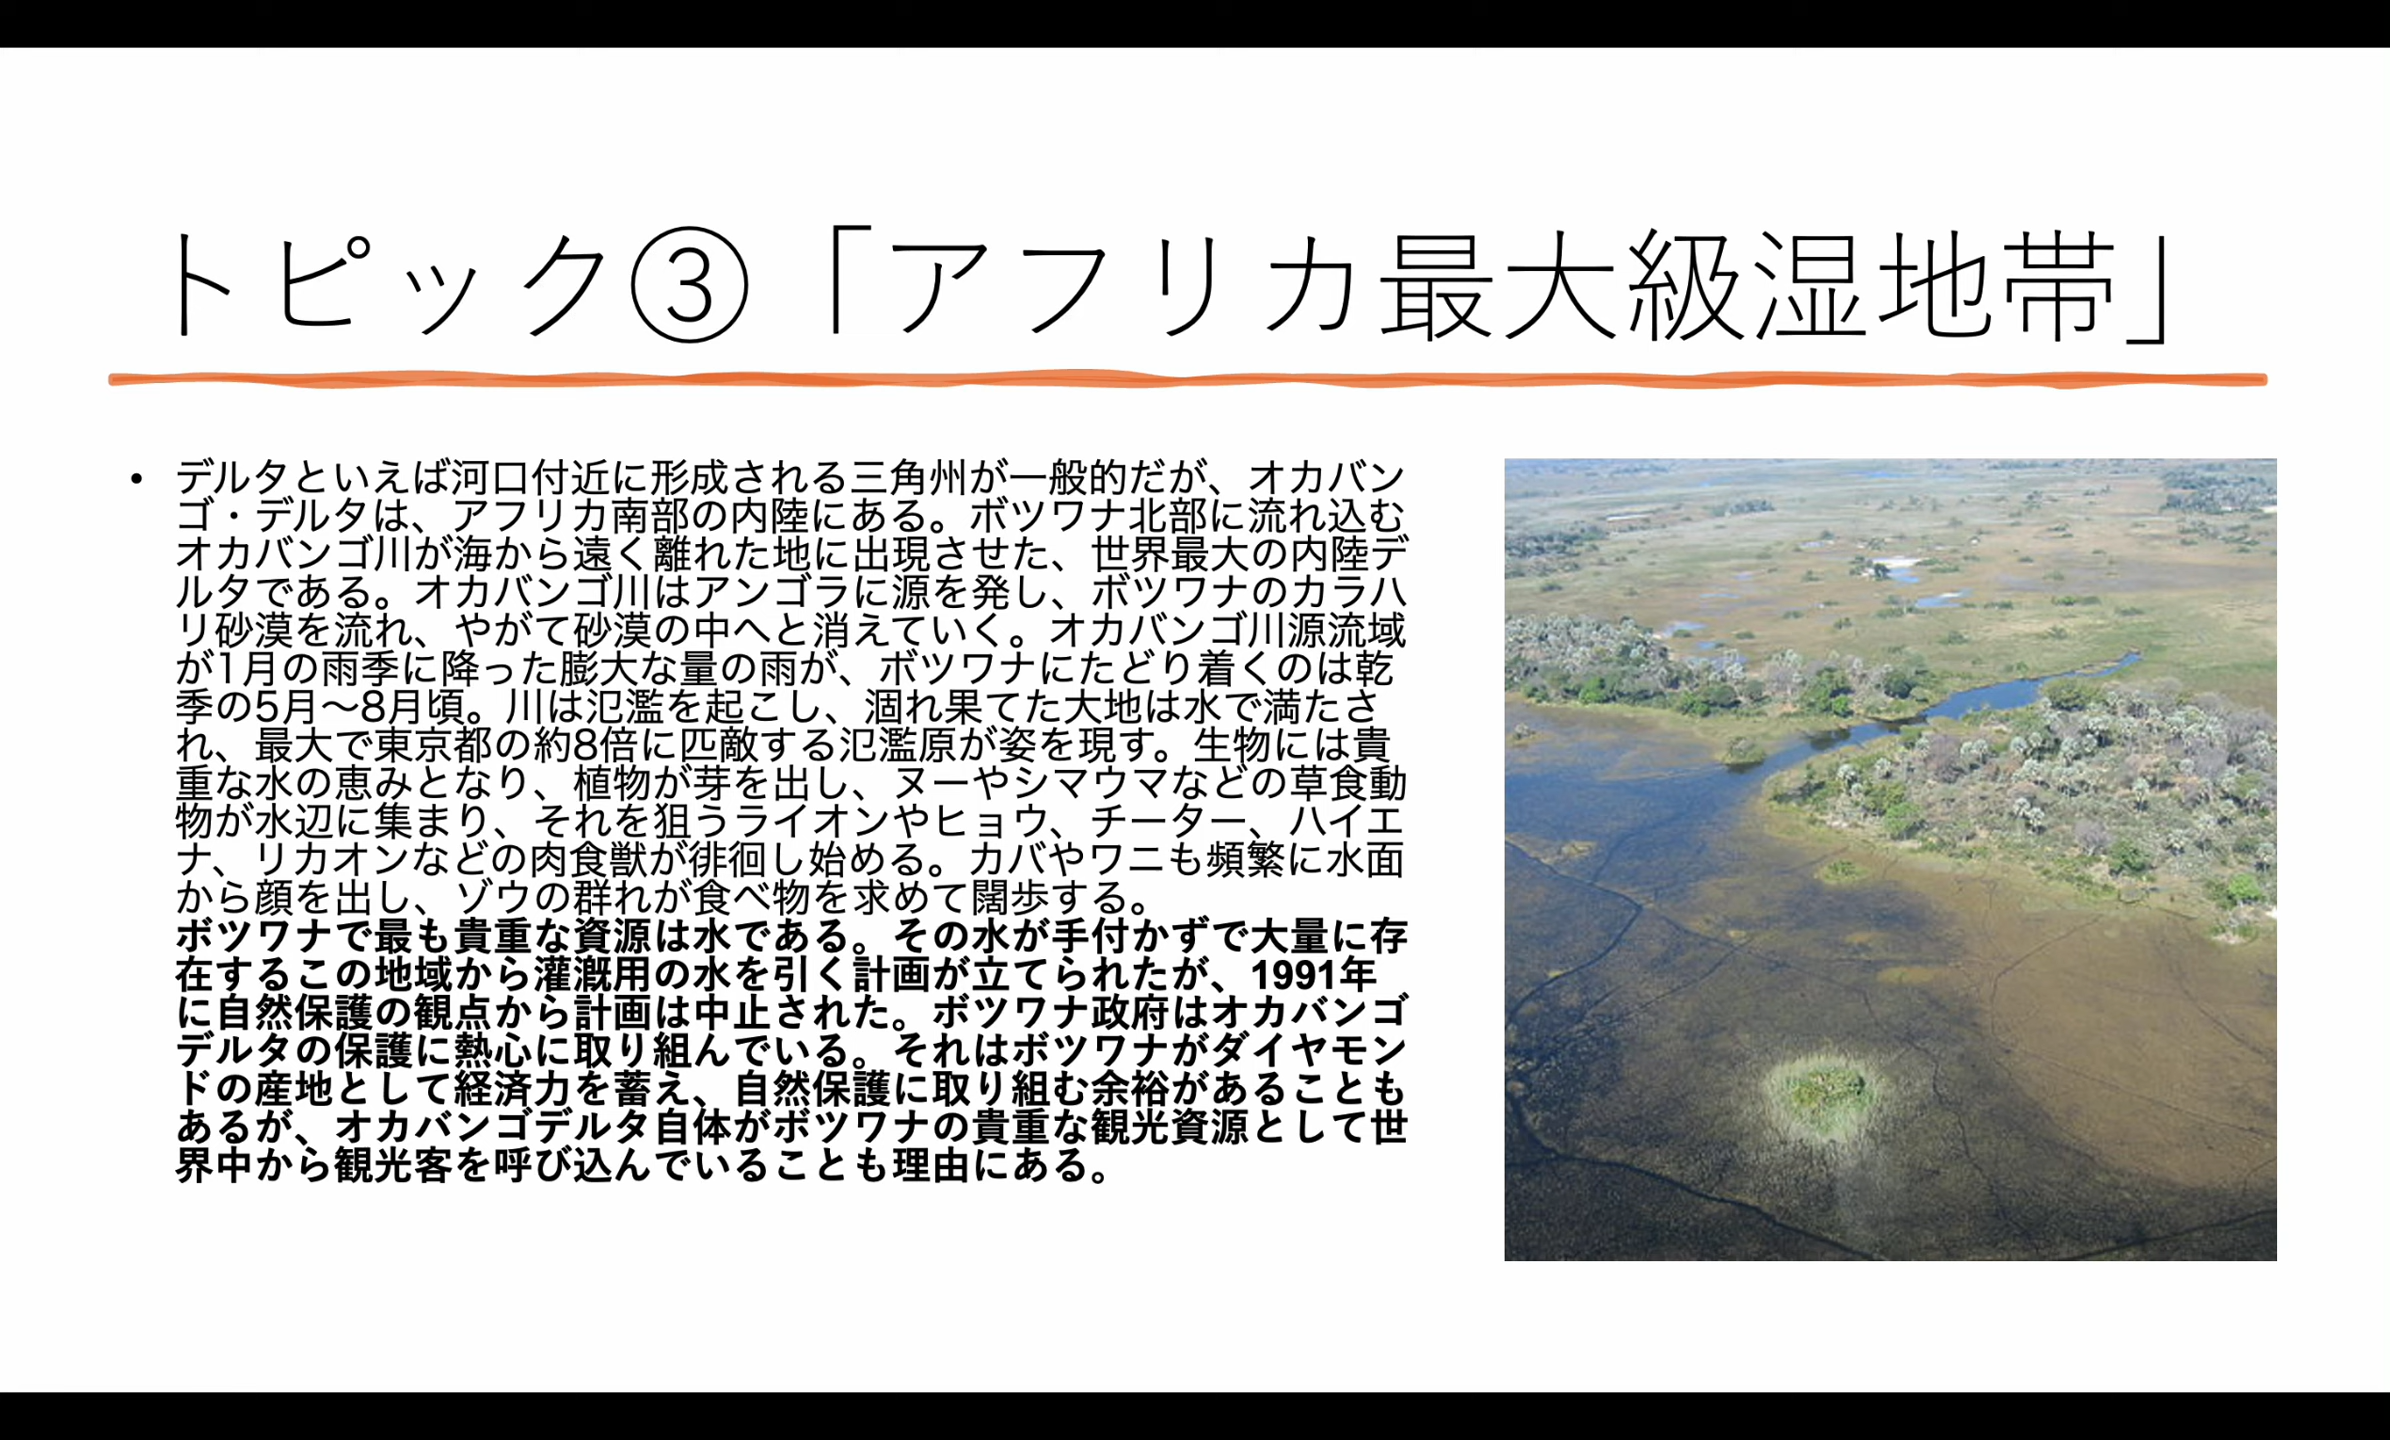 トピック③「アフリカ最大級湿地帯」
• デルタといえば河口付近に形成される三角州が一般的だが、オカバン
ゴ・デルタは、アフリカ南部の内陸にある。ボツワナ北部に流れ込む
オカバンゴ川が海から遠く離れた地に出現させた、世界最大の内陸デ
ルタである。オカバンゴ川はアンゴラに源を発し、ボツワナのカラハ
リ砂漠を流れ、やがて砂漠の中へと消えていく。オカバンゴ川源流域
が1月の雨季に降った膨大な量の雨が、ボツワナにたどり着くのは乾
季の5月〜8月頃。川は氾濫を起こし、涸れ果てた大地は水で満たさ
れ、最大で東京都の約8倍に匹敵する氾濫原が姿を現す。生物には貴
重な水の恵みとなり、植物が芽を出し、ヌーやシマウマなどの草食動
物が水辺に集まり、それを狙うライオンやヒョウ、チーター、ハイエ
ナ、リカオンなどの肉食獣が徘徊し始める。カバやワニも頻繁に水面
から顔を出し、ゾウの群れが食べ物を求めて闊歩する。
ボツワナで最も貴重な資源は水である。その水が手付かずで大量に存
在するこの地域から灌漑用の水を引く計画が立てられたが、1991年
に自然保護の観点から計画は中止された。ボツワナ政府はオカバンゴ
デルタの保護に熱心に取り組んでいる。それはボツワナがダイヤモン
ドの産地として経済力を蓄え、自然保護に取り組む余裕があることも
あるが、オカバンゴデルタ自体がボツワナの貴重な観光資源として世
界中から観光客を呼び込んでいることも理由にある。